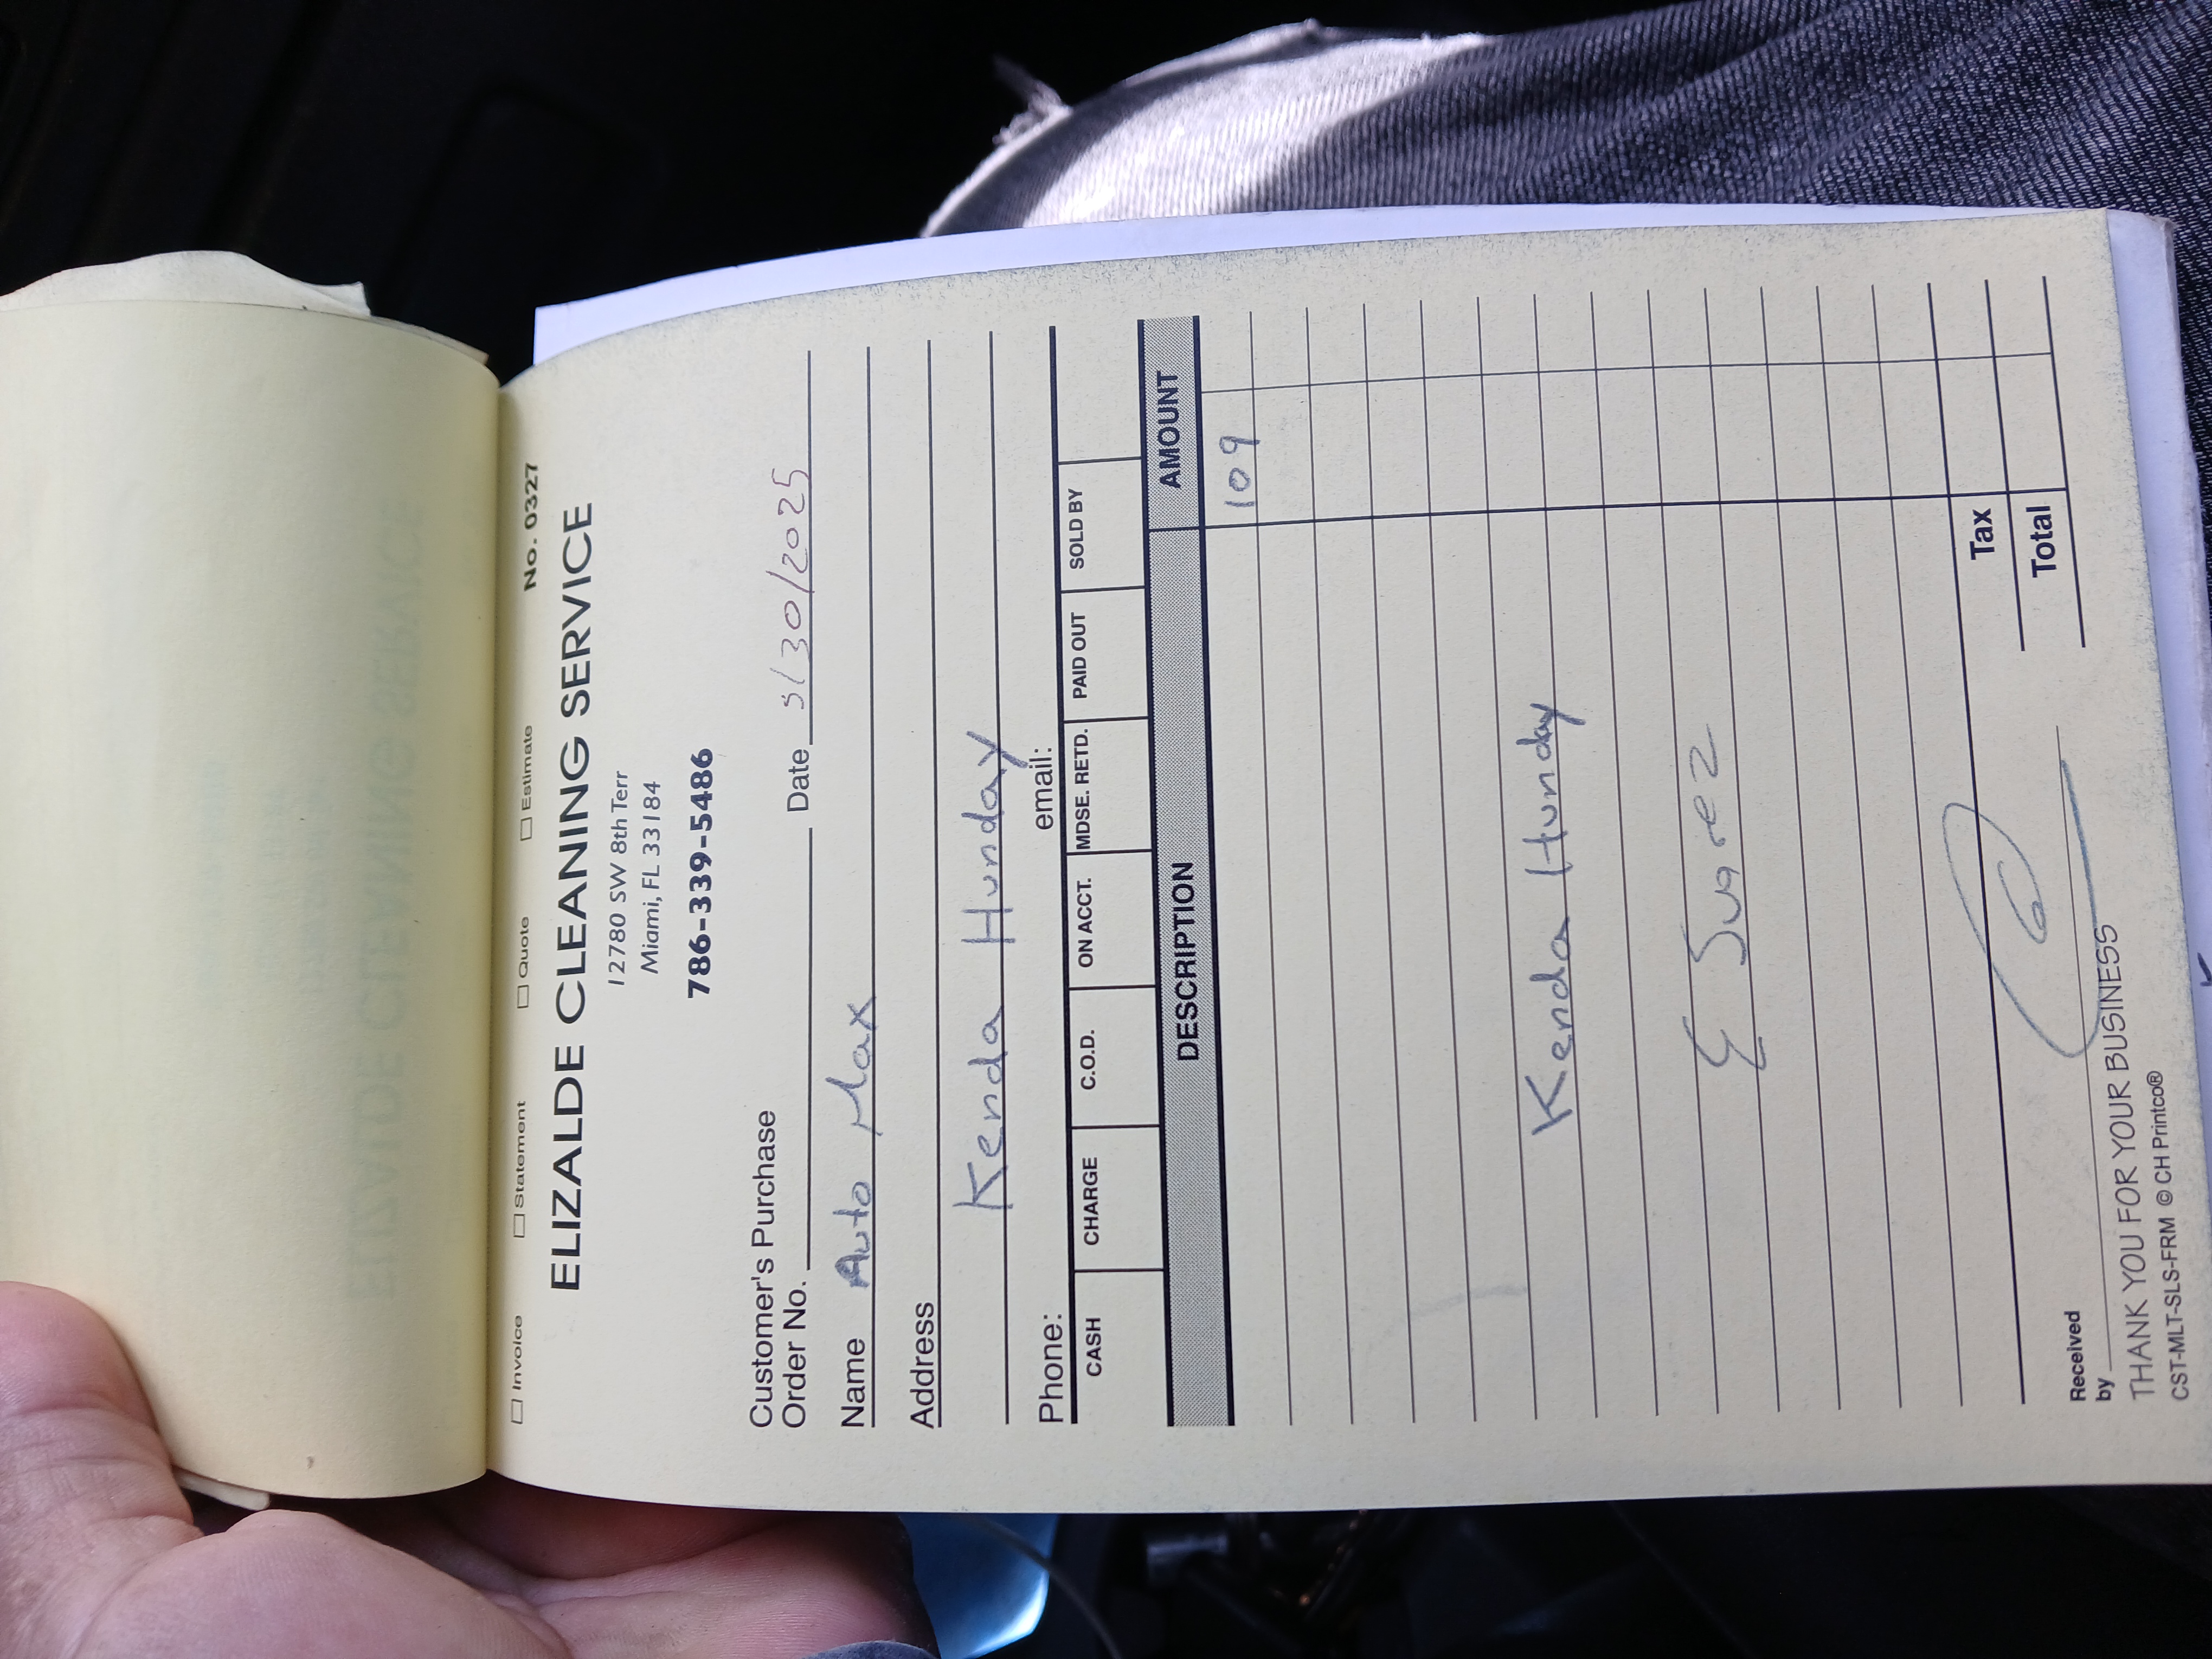 ☐ Invoice ☐ Statement ☐ Quote ☐ Estimate No. 0327
ELIZALDE CLEANING SERVICE
12780 SW 8th Terr
Miami, FL 33184
786-339-5486
Customer's Purchase
Order No. Date 3/30/2025
Name Auto Max
Address
Kenda Hunday
Phone: email:
CASH CHARGE C.O.D. ON ACCT. MDSE. RETD. PAID OUT SOLD BY
DESCRIPTION AMOUNT
109
Kenda Hunday
Tax
Total
Received
by
THANK YOU FOR YOUR BUSINESS
CST-MLT-SLS-FRM © CH Printco®